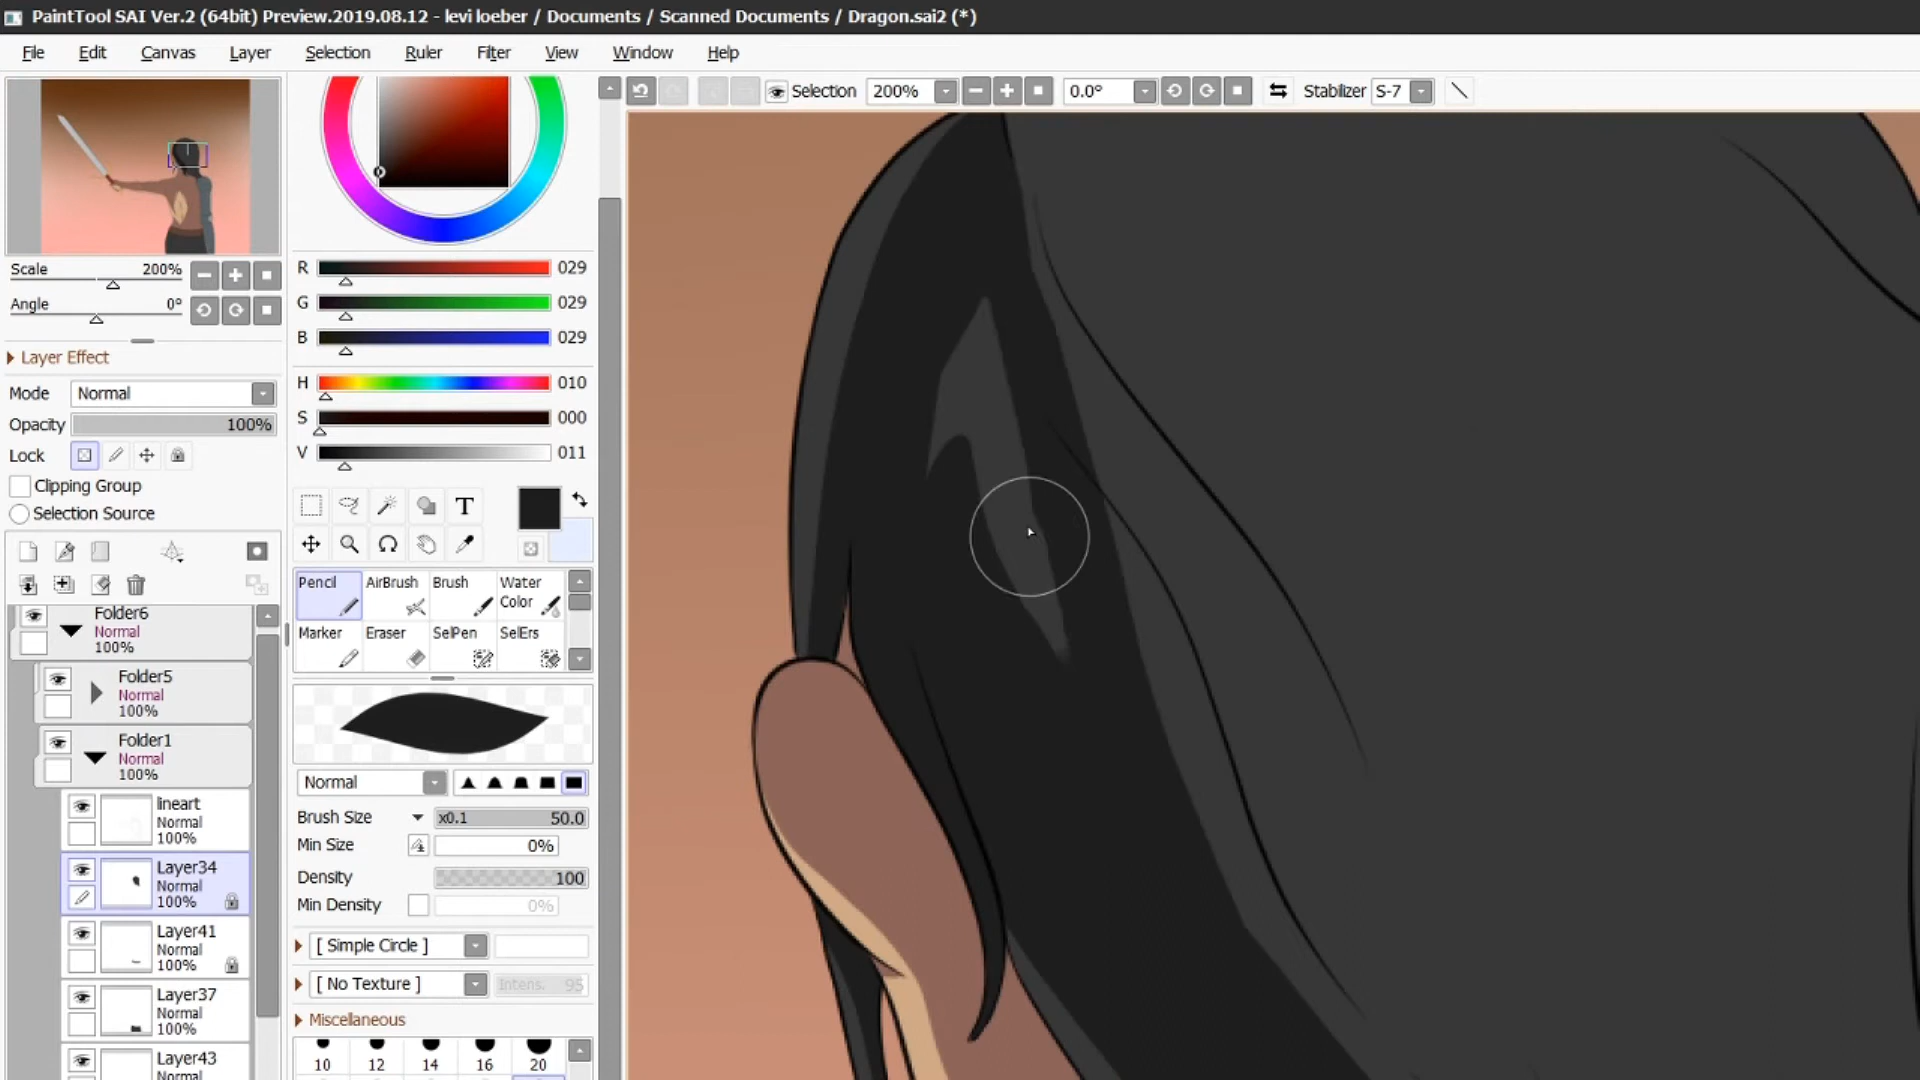 PaintTool SAI Ver.2 (64bit) Preview.2019.08.12 - levi loeber / Documents / Scanned Documents / Dragon.sai2 (*)
File Edit Canvas Layer Selection Ruler Filter View Window Help
Selection 200% 0.0° Stabilizer S-7
Scale 200%
Angle 0°
Layer Effect
Mode Normal
Opacity 100%
Lock
Clipping Group
Selection Source
Folder6
Normal
100%
Folder5
Normal
100%
Folder1
Normal
100%
lineart
Normal
100%
Layer34
Normal
100%
Layer41
Normal
100%
Layer37
Normal
100%
Layer43
Normal
R 029
G 029
B 029
H 010
S 000
V 011
T
Pencil AirBrush Brush Water Color
Marker Eraser SelPen SelErs
Normal
Brush Size x0.1 50.0
Min Size 0%
Density 100
Min Density 0%
[ Simple Circle ]
[ No Texture ] Intens. 95
Miscellaneous
10 12 14 16 20